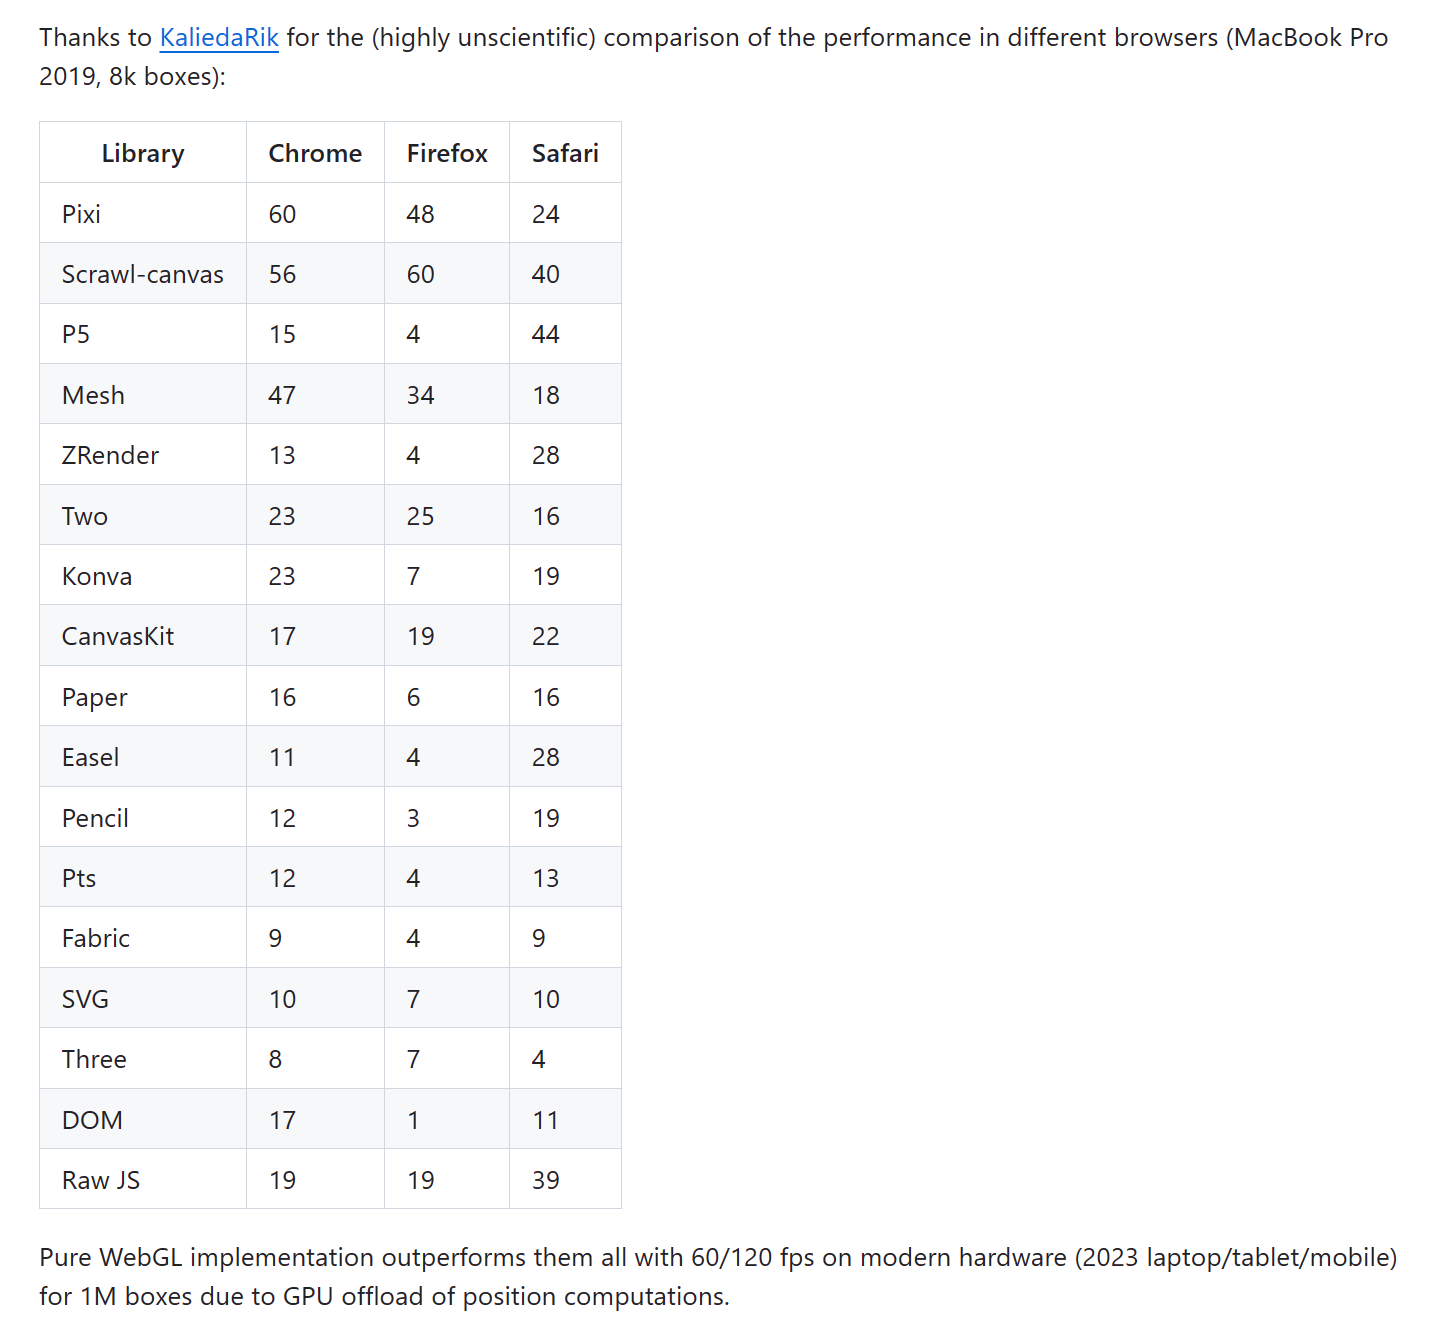 Thanks to KaliedaRik for the (highly unscientific) comparison of the performance in different browsers (MacBook Pro
2019, 8k boxes):
Library Chrome Firefox Safari
Pixi 60 48 24
Scrawl-canvas 56 60 40
P5 15 4 44
Mesh 47 34 18
ZRender 13 4 28
Two 23 25 16
Konva 23 7 19
CanvasKit 17 19 22
Paper 16 6 16
Easel 11 4 28
Pencil 12 3 19
Pts 12 4 13
Fabric 9 4 9
SVG 10 7 10
Three 8 7 4
DOM 17 1 11
Raw JS 19 19 39
Pure WebGL implementation outperforms them all with 60/120 fps on modern hardware (2023 laptop/tablet/mobile)
for 1M boxes due to GPU offload of position computations.